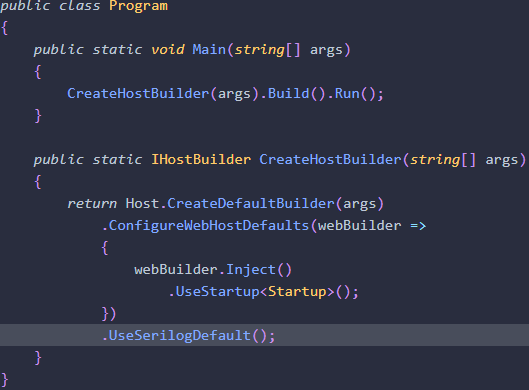 public class Program
{
    public static void Main(string[] args)
    {
        CreateHostBuilder(args).Build().Run();
    }

    public static IHostBuilder CreateHostBuilder(string[] args)
    {
        return Host.CreateDefaultBuilder(args)
            .ConfigureWebHostDefaults(webBuilder =>
            {
                webBuilder.Inject()
                    .UseStartup<Startup>();
            })
            .UseSerilogDefault();
    }
}